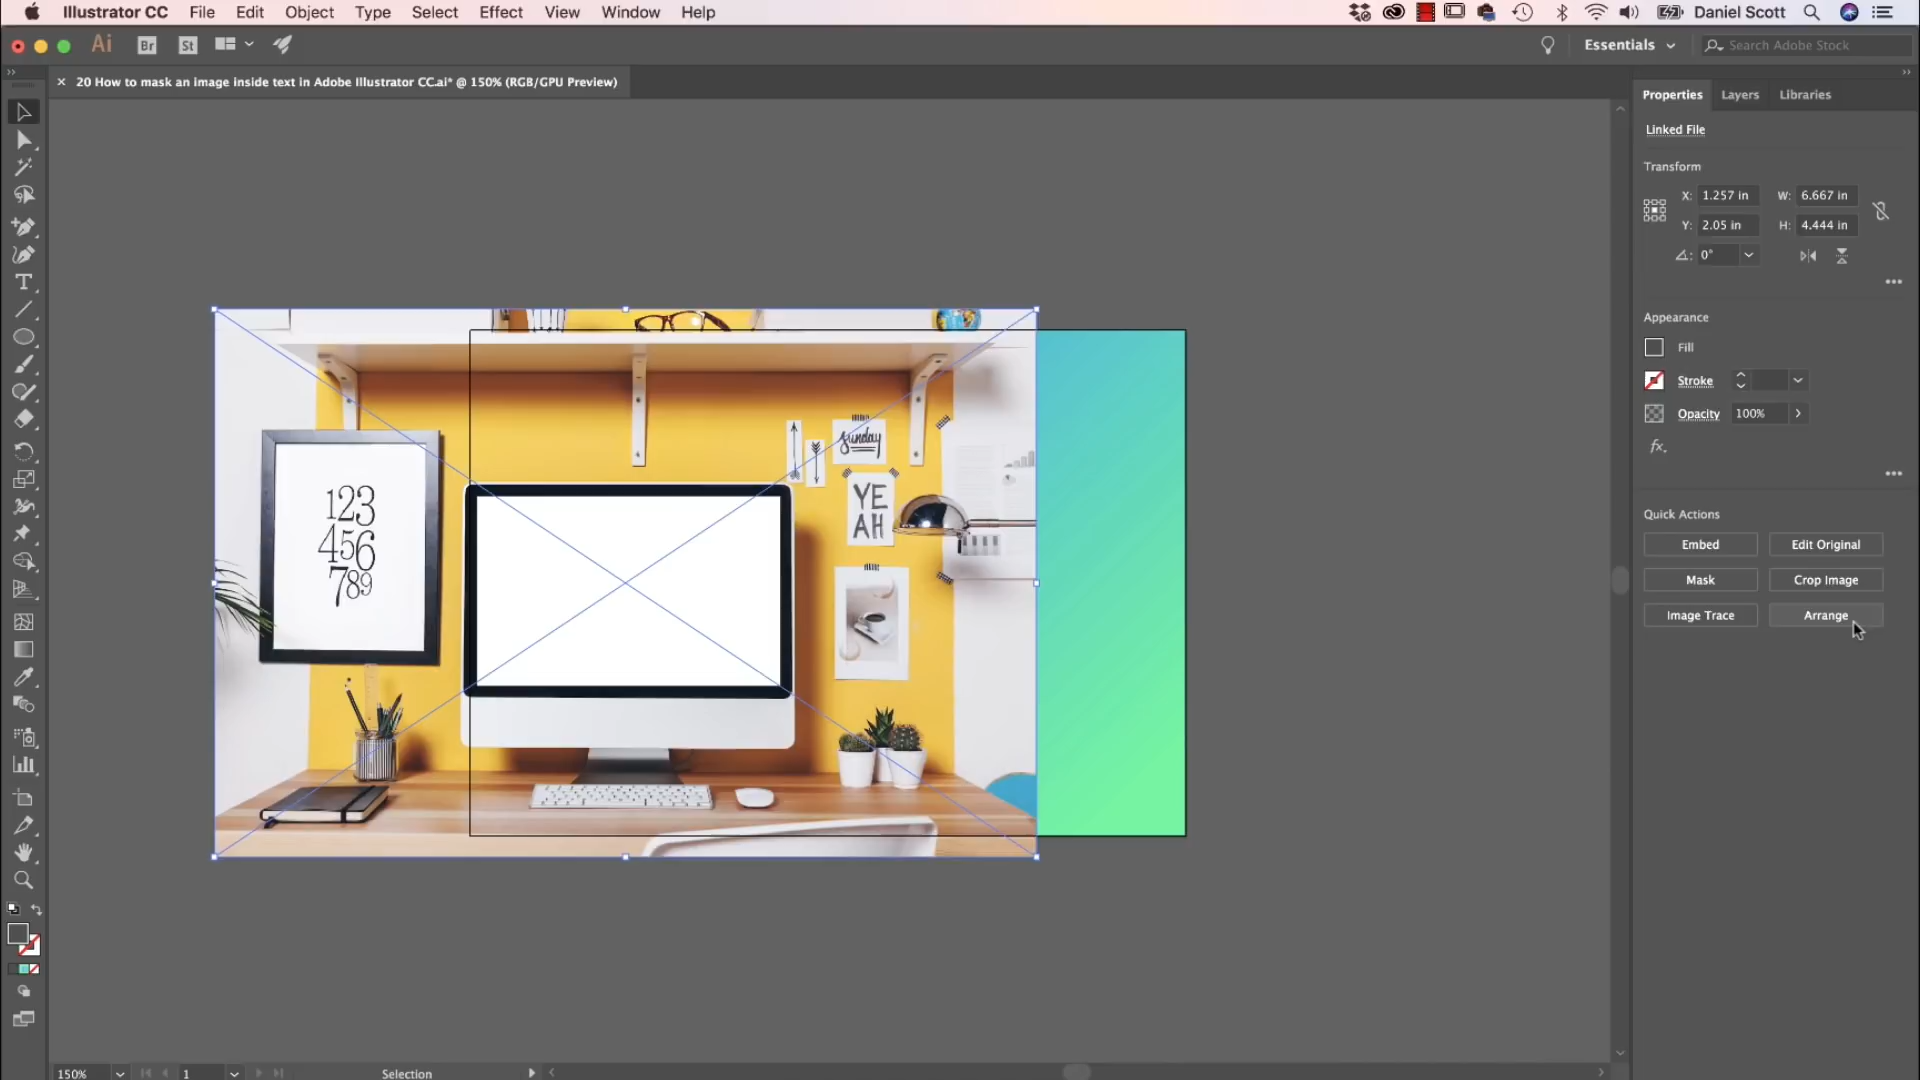 Illustrator CC File Edit Object Type Select Effect View Window Help Daniel Scott
Ai Br St Essentials Search Adobe Stock
× 20 How to mask an image inside text in Adobe Illustrator CC.ai* @ 150% (RGB/GPU Preview)
Properties Layers Libraries
Linked File
Transform
X: 1.257 in W: 6.667 in
Y: 2.05 in H: 4.444 in
0°
Appearance
Fill
Stroke
Opacity 100%
fx.
Quick Actions
Embed Edit Original
Mask Crop Image
Image Trace Arrange
sunday
YE
AH
123
456
789
150% 1 Selection